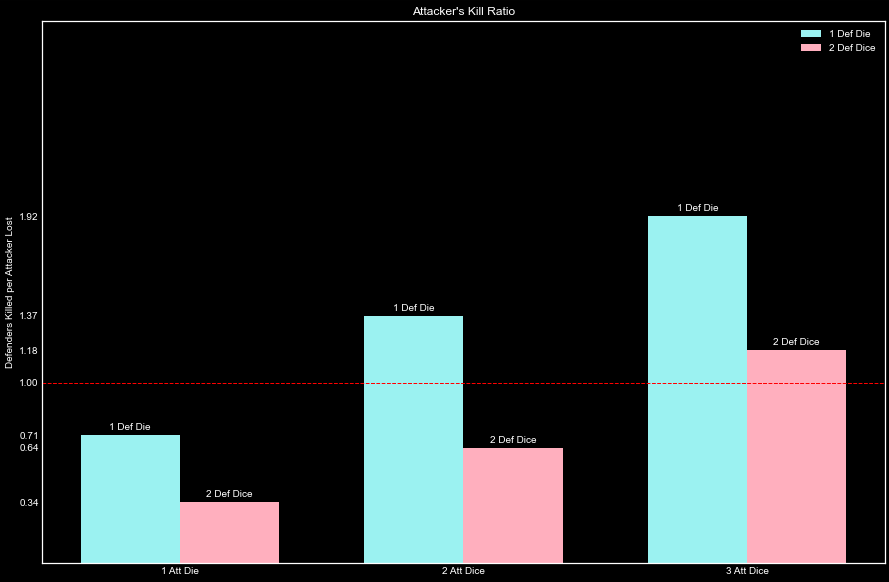 Attacker's Kill Ratio
1 Def Die
2 Def Dice
Defenders Killed per Attacker Lost
1.92
1.37
1.18
1.00
0.71
0.64
0.34
1 Def Die
2 Def Dice
1 Def Die
2 Def Dice
1 Def Die
2 Def Dice
1 Att Die
2 Att Dice
3 Att Dice